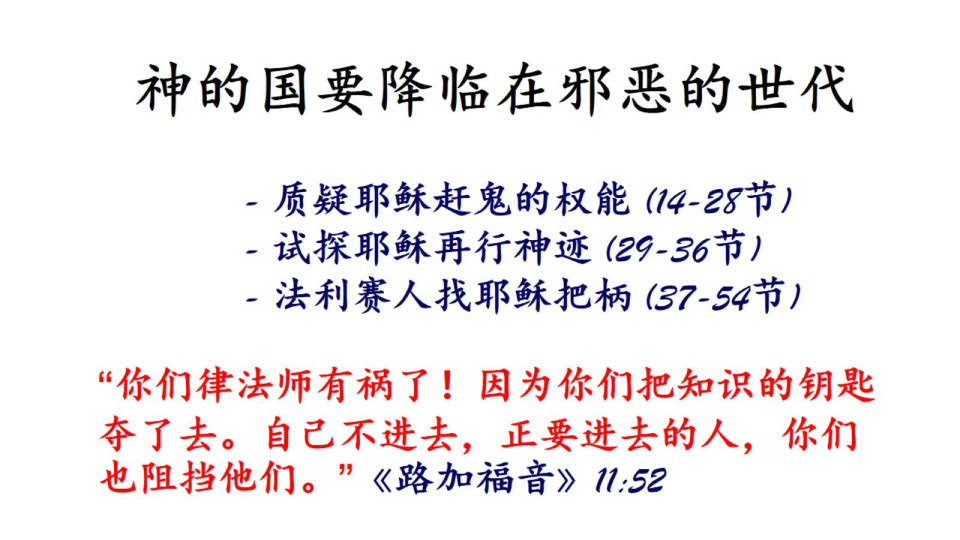 神的国要降临在邪恶的世代
- 质疑耶稣赶鬼的权能 (14-28节)
- 试探耶稣再行神迹 (29-36节)
- 法利赛人找耶稣把柄 (37-54节)
“你们律法师有祸了！因为你们把知识的钥匙
夺了去。自己不进去，正要进去的人，你们
也阻挡他们。”《路加福音》11:52